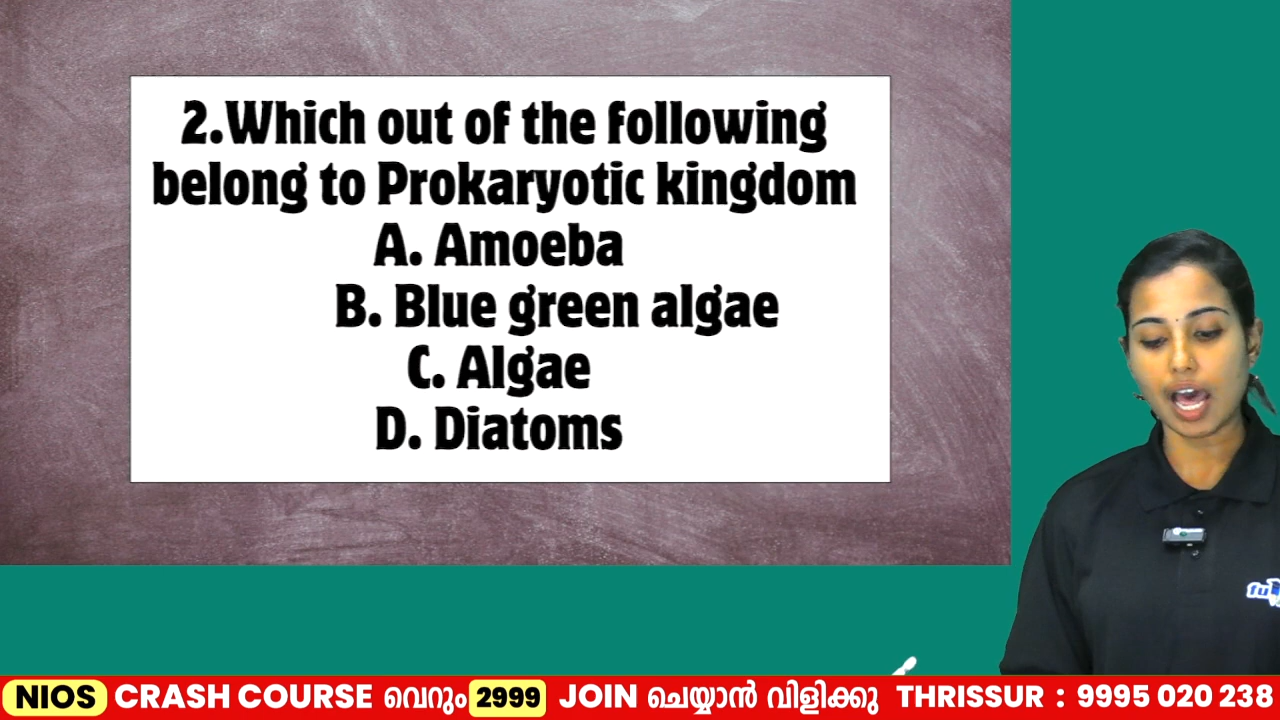 2.Which out of the following
belong to Prokaryotic kingdom
A. Amoeba
B. Blue green algae
C. Algae
D. Diatoms
NIOS CRASH COURSE വെറും 2999 JOIN ചെയ്യാൻ വിളിക്കു THRISSUR : 9995 020 238